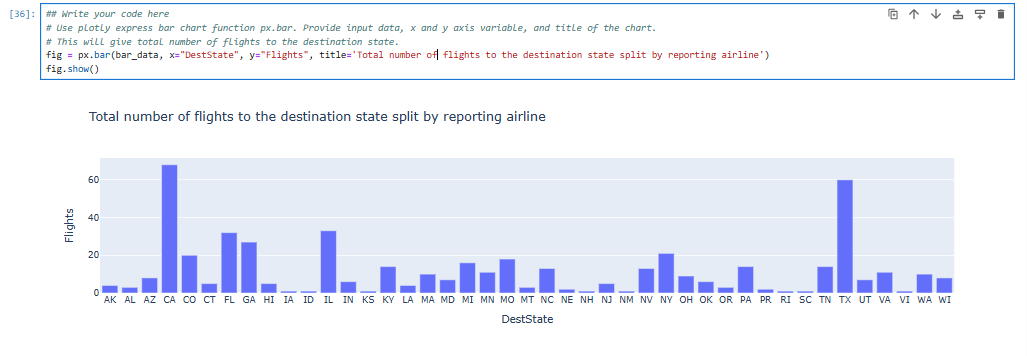 [36]:
## Write your code here
# Use plotly express bar chart function px.bar. Provide input data, x and y axis variable, and title of the chart.
# This will give total number of flights to the destination state.
fig = px.bar(bar_data, x="DestState", y="Flights", title='Total number of flights to the destination state split by reporting airline')
fig.show()
Total number of flights to the destination state split by reporting airline
60
40
20
0
Flights
AK AL AZ CA CO CT FL GA HI IA ID IL IN KS KY LA MA MD MI MN MO MT NC NE NH NJ NM NV NY OH OK OR PA PR RI SC TN TX UT VA VI WA WI
DestState